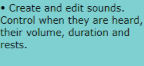 • Create and edit sounds.
Control when they are heard,
their volume, duration and
rests.